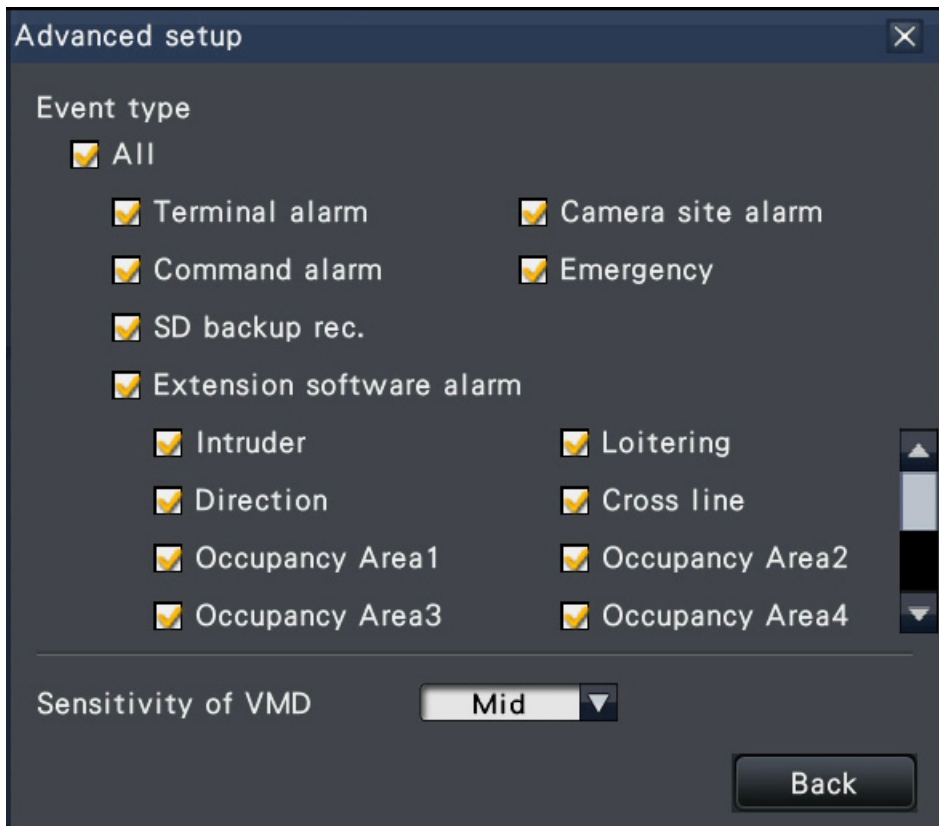 Advanced setup
Event type
All
Terminal alarm Camera site alarm
Command alarm Emergency
SD backup rec.
Extension software alarm
Intruder Loitering
Direction Cross line
Occupancy Area1 Occupancy Area2
Occupancy Area3 Occupancy Area4
Sensitivity of VMD Mid
Back